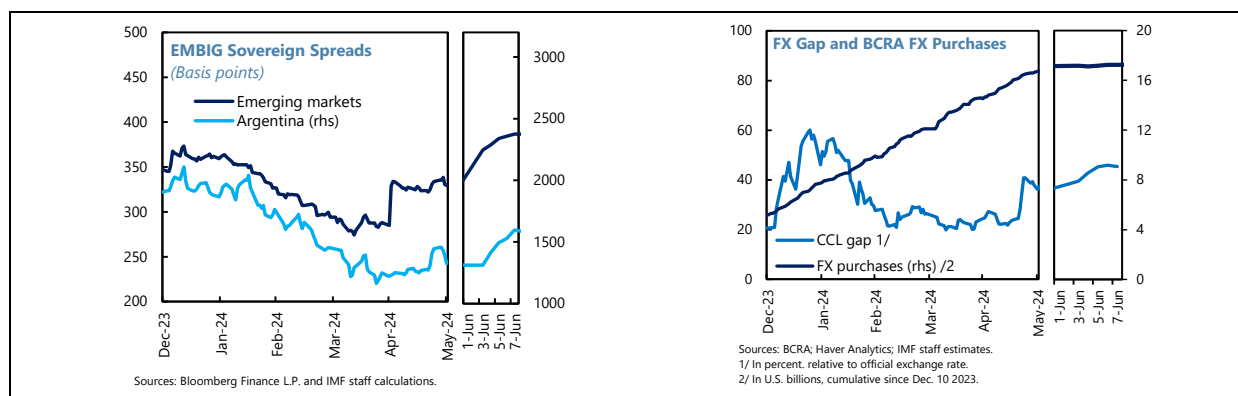 EMBIG Sovereign Spreads
(Basis points)
Emerging markets
Argentina (rhs)
500
450
400
350
300
250
200
3000
2500
2000
1500
1000
Dec-23
Jan-24
Feb-24
Mar-24
Apr-24
May-24
1-Jun
3-Jun
5-Jun
7-Jun
Sources: Bloomberg Finance L.P. and IMF staff calculations.
FX Gap and BCRA FX Purchases
100
80
60
40
20
0
20
16
12
8
4
0
CCL gap 1/
FX purchases (rhs) /2
Dec-23
Jan-24
Feb-24
Mar-24
Apr-24
May-24
1-Jun
3-Jun
5-Jun
7-Jun
Sources: BCRA; Haver Analytics; IMF staff estimates.
1/ In percent. relative to official exchange rate.
2/ In U.S. billions, cumulative since Dec. 10 2023.